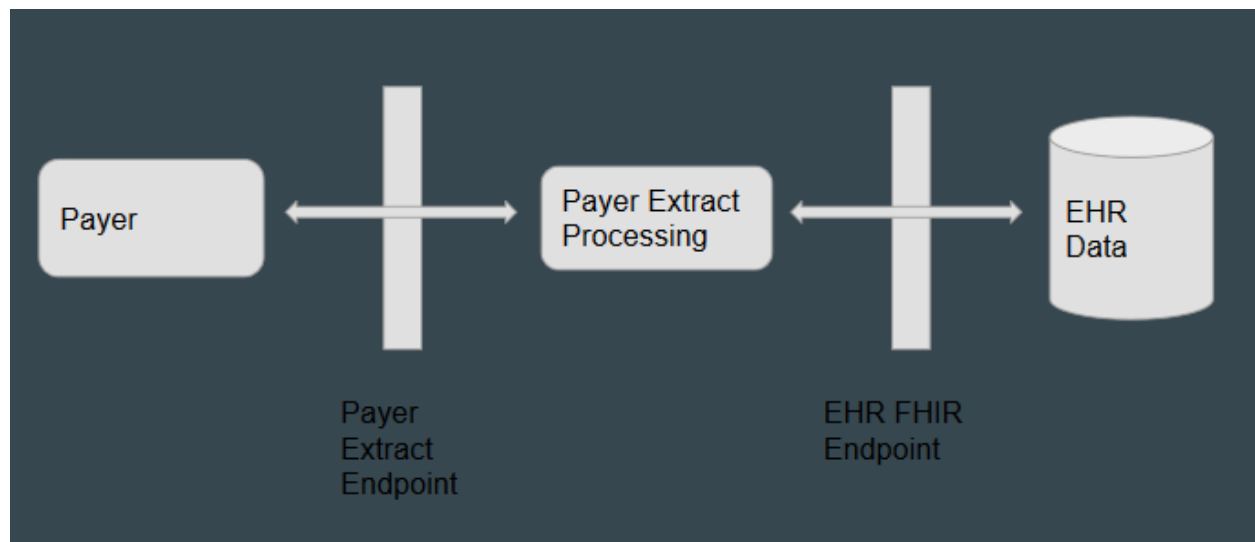 Payer
Payer Extract
Processing
EHR
Data
Payer
Extract
Endpoint
EHR FHIR
Endpoint